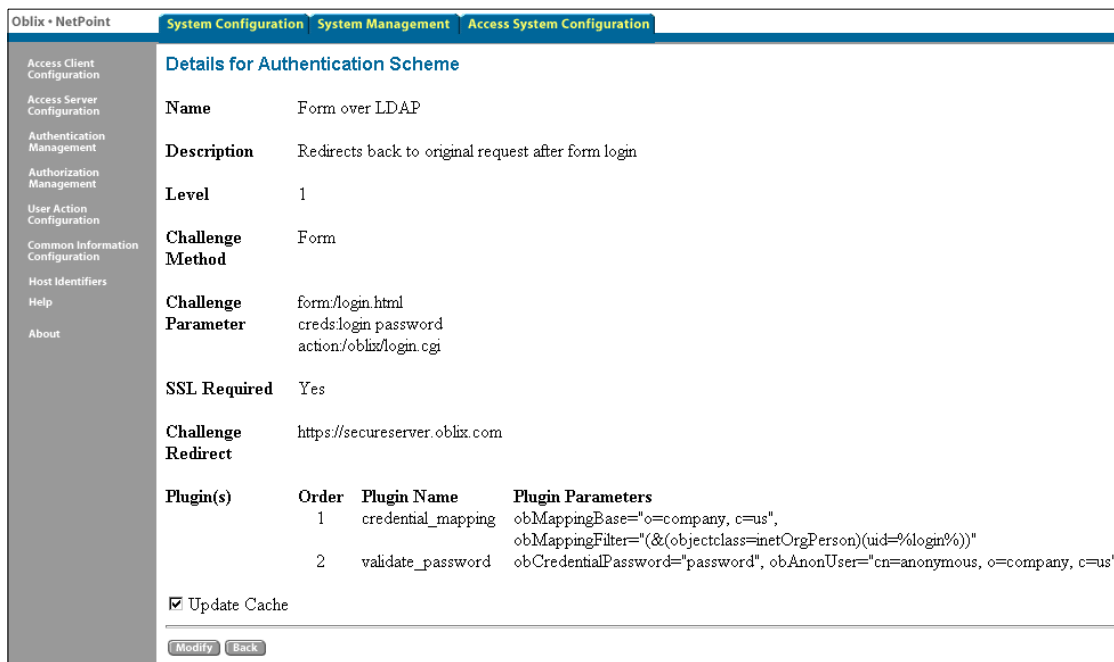 Oblix • NetPoint
System Configuration
System Management
Access System Configuration
Access Client
Configuration
Access Server
Configuration
Authentication
Management
Authorization
Management
User Action
Configuration
Common Information
Configuration
Host Identifiers
Help
About
Details for Authentication Scheme
Name Form over LDAP
Description Redirects back to original request after form login
Level 1
Challenge Form
Method
Challenge form:/login.html
Parameter creds:login password
action:/oblix/login.cgi
SSL Required Yes
Challenge https://secureserver.oblix.com
Redirect
Plugin(s) Order Plugin Name Plugin Parameters
1 credential_mapping obMappingBase="o=company, c=us",
obMappingFilter="(&(objectclass=inetOrgPerson)(uid=%login%))"
2 validate_password obCredentialPassword="password", obAnonUser="cn=anonymous, o=company, c=us"
Update Cache
Modify Back